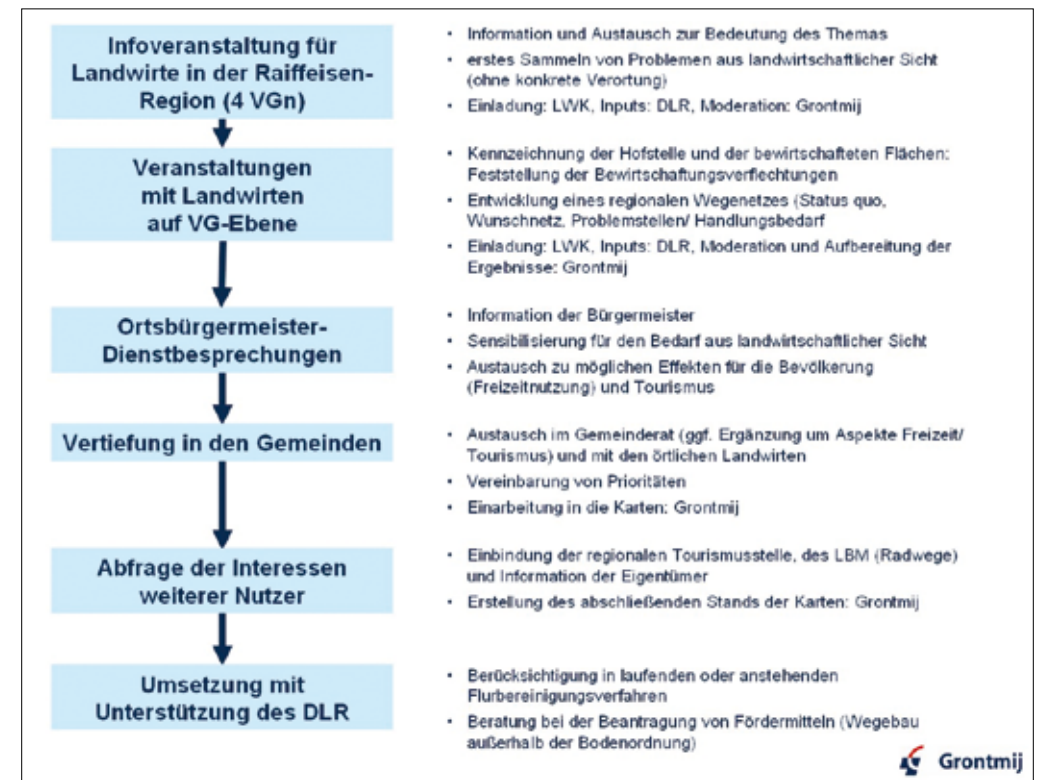 Infoveranstaltung für
Landwirte in der Raiffeisen-
Region (4 VGn)
• Information und Austausch zur Bedeutung des Themas
• erstes Sammeln von Problemen aus landwirtschaftlicher Sicht
(ohne konkrete Verortung)
• Einladung: LWK, Inputs: DLR, Moderation: Grontmij
Veranstaltungen
mit Landwirten
auf VG-Ebene
• Kennzeichnung der Hofstelle und der bewirtschafteten Flächen:
Feststellung der Bewirtschaftungsverflechtungen
• Entwicklung eines regionalen Wegenetzes (Status quo,
Wunschnetz, Problemstellen/ Handlungsbedarf
• Einladung: LWK, Inputs: DLR, Moderation und Aufbereitung der
Ergebnisse: Grontmij
Ortsbürgermeister-
Dienstbesprechungen
• Information der Bürgermeister
• Sensibilisierung für den Bedarf aus landwirtschaftlicher Sicht
• Austausch zu möglichen Effekten für die Bevölkerung
(Freizeitnutzung) und Tourismus
Vertiefung in den Gemeinden
• Austausch im Gemeinderat (ggf. Ergänzung um Aspekte Freizeit/
Tourismus) und mit den örtlichen Landwirten
• Vereinbarung von Prioritäten
• Einarbeitung in die Karten: Grontmij
Abfrage der Interessen
weiterer Nutzer
• Einbindung der regionalen Tourismusstelle, des LBM (Radwege)
und Information der Eigentümer
• Erstellung des abschließenden Stands der Karten: Grontmij
Umsetzung mit
Unterstützung des DLR
• Berücksichtigung in laufenden oder anstehenden
Flurbereinigungsverfahren
• Beratung bei der Beantragung von Fördermitteln (Wegebau
außerhalb der Bodenordnung)
Grontmij